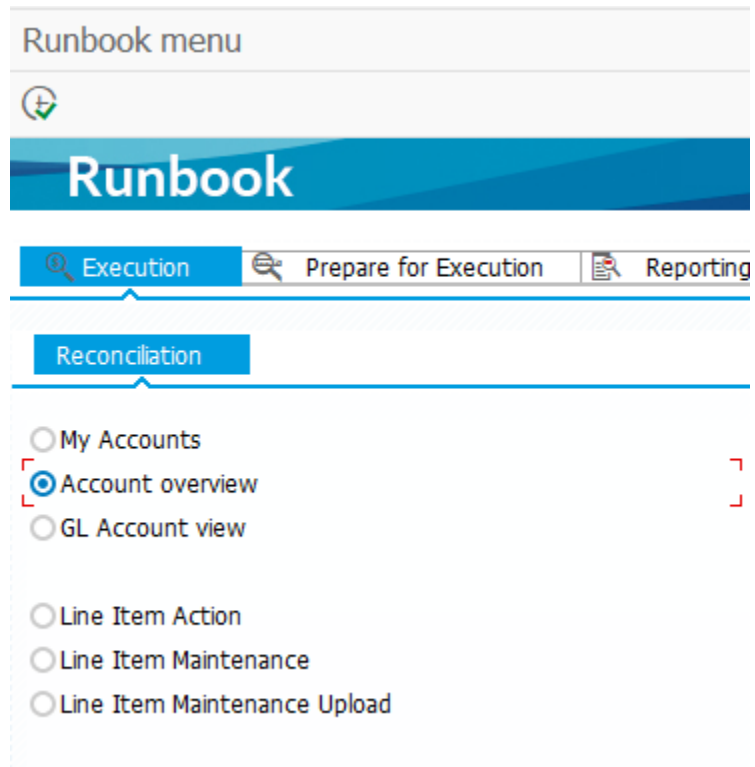 Runbook menu
Runbook
Execution Prepare for Execution Reporting
Reconciliation
My Accounts
Account overview
GL Account view
Line Item Action
Line Item Maintenance
Line Item Maintenance Upload